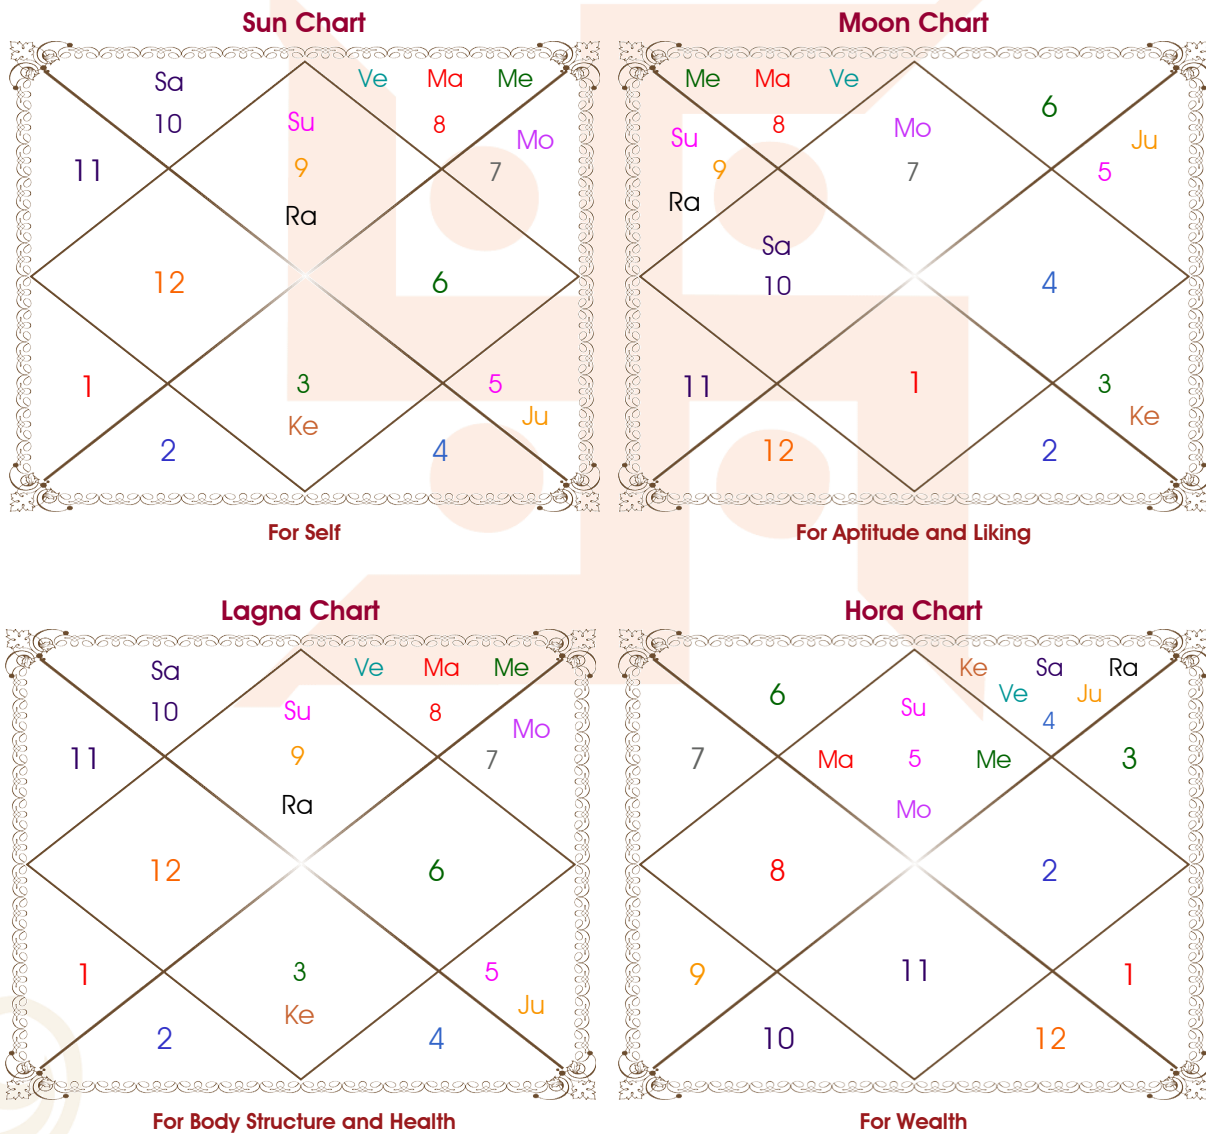 Sun Chart
Sa
Ve Ma Me
10
Su
8
Mo
11
9
7
Ra
12
6
1
3
5
Ke
Ju
2
4
For Self
Moon Chart
Me Ma Ve
6
Su
8
Mo
Ju
9
7
5
Ra
Sa
10
4
11
1
3
Ke
12
2
For Aptitude and Liking
Lagna Chart
Sa
Ve Ma Me
10
Su
8
Mo
11
9
7
Ra
12
6
1
3
5
Ke
Ju
2
4
For Body Structure and Health
Hora Chart
Ke Sa Ra
6
Ve Ju
Su
4
7
Ma 5 Me
3
Mo
8
2
9
11
1
10
12
For Wealth